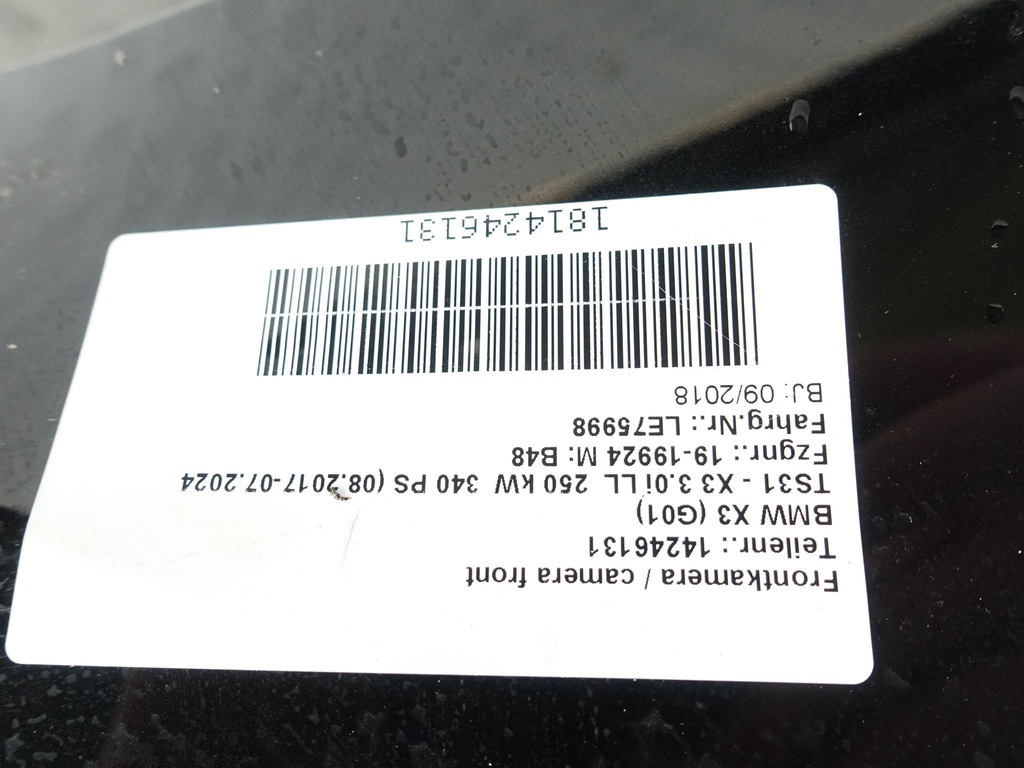 Frontkamera / camera front
Teilenr.: 14246131
BMW X3 (G01)
TS31 - X3 3.0i LL 250 kW 340 PS (08.2017-07.2024
Fzgnr.: 19-19924 M: B48
Fahrg.Nr.: LE75998
BJ: 09/2018
1814246131